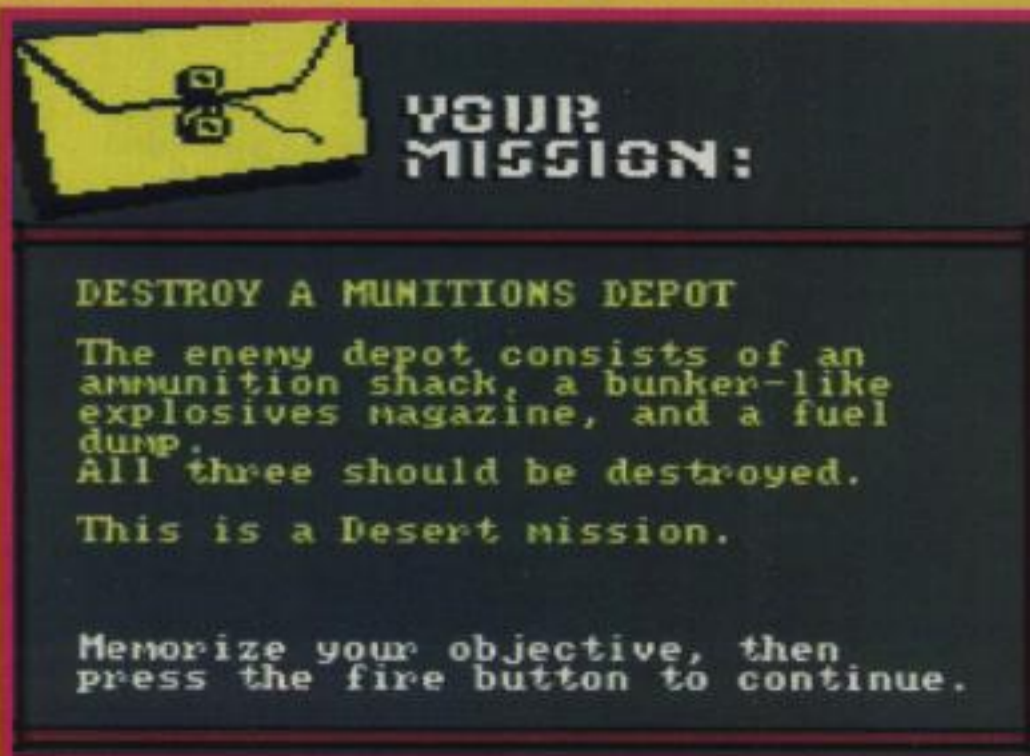 YOUR
MISSION:
DESTROY A MUNITIONS DEPOT
The enemy depot consists of an
ammunition shack, a bunker-like
explosives magazine, and a fuel
dump.
All three should be destroyed.
This is a Desert mission.
Memorize your objective, then
press the fire button to continue.